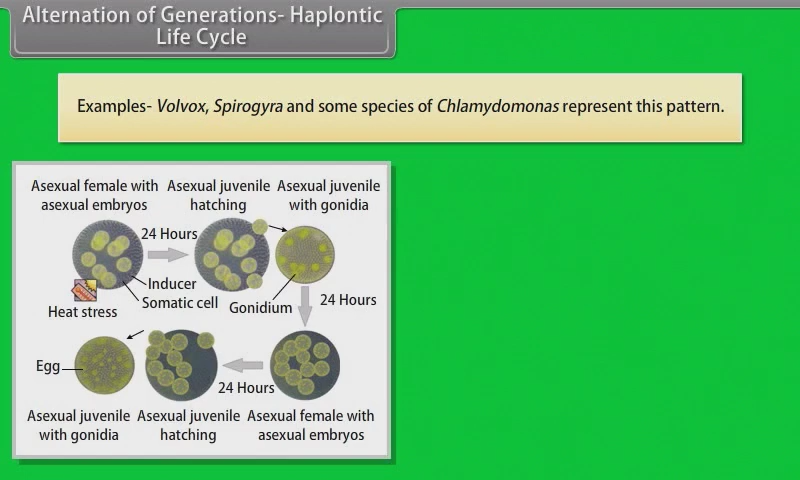 Alternation of Generations- Haplontic
Life Cycle
Examples- Volvox, Spirogyra and some species of Chlamydomonas represent this pattern.
Asexual female with
asexual embryos
Asexual juvenile
hatching
Asexual juvenile
with gonidia
24 Hours
Inducer
Somatic cell
Heat stress
Gonidium
24 Hours
Egg
24 Hours
Asexual juvenile
with gonidia
Asexual juvenile
hatching
Asexual female with
asexual embryos